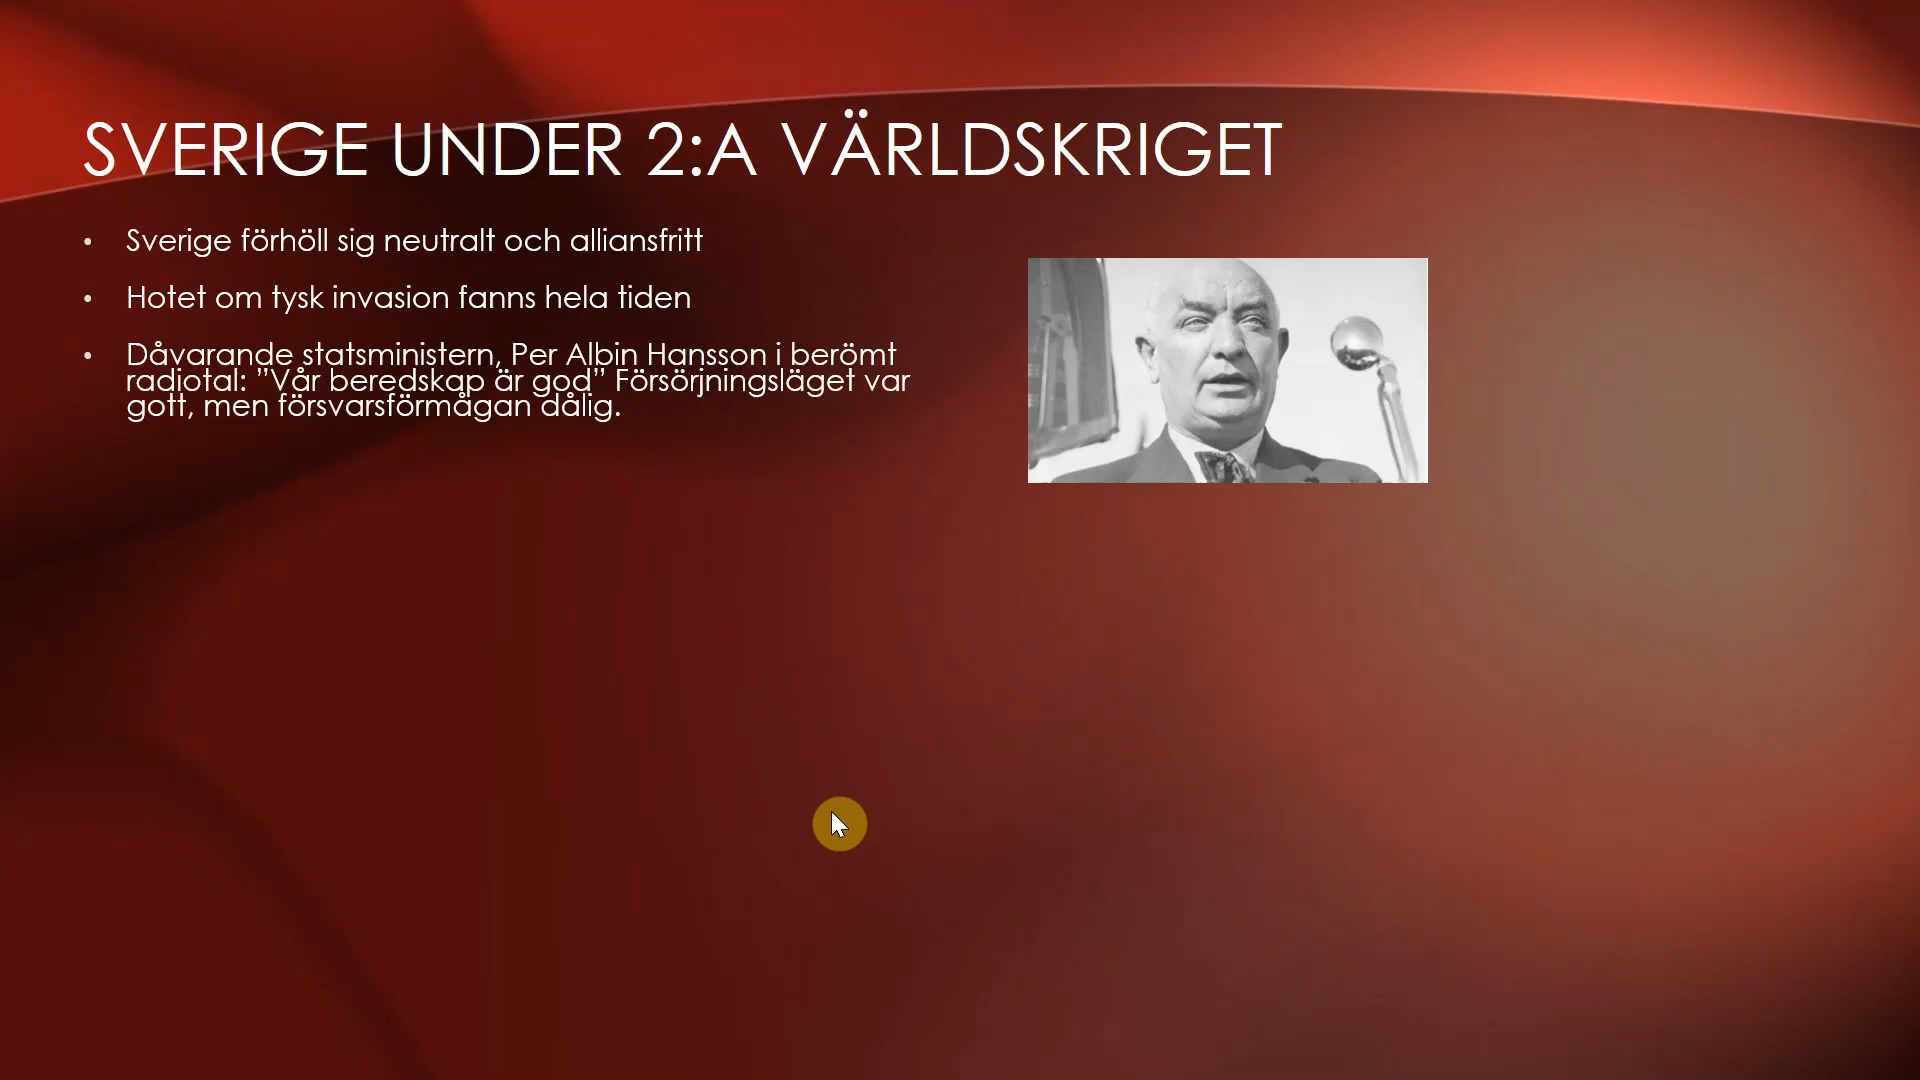 SVERIGE UNDER 2:A VÄRLDSKRIGET
• Sverige förhöll sig neutralt och alliansfritt
• Hotet om tysk invasion fanns hela tiden
• Dåvarande statsministern, Per Albin Hansson i berömt
radiotal: ”Vår beredskap är god” Försörjningsläget var
gott, men försvarsförmågan dålig.